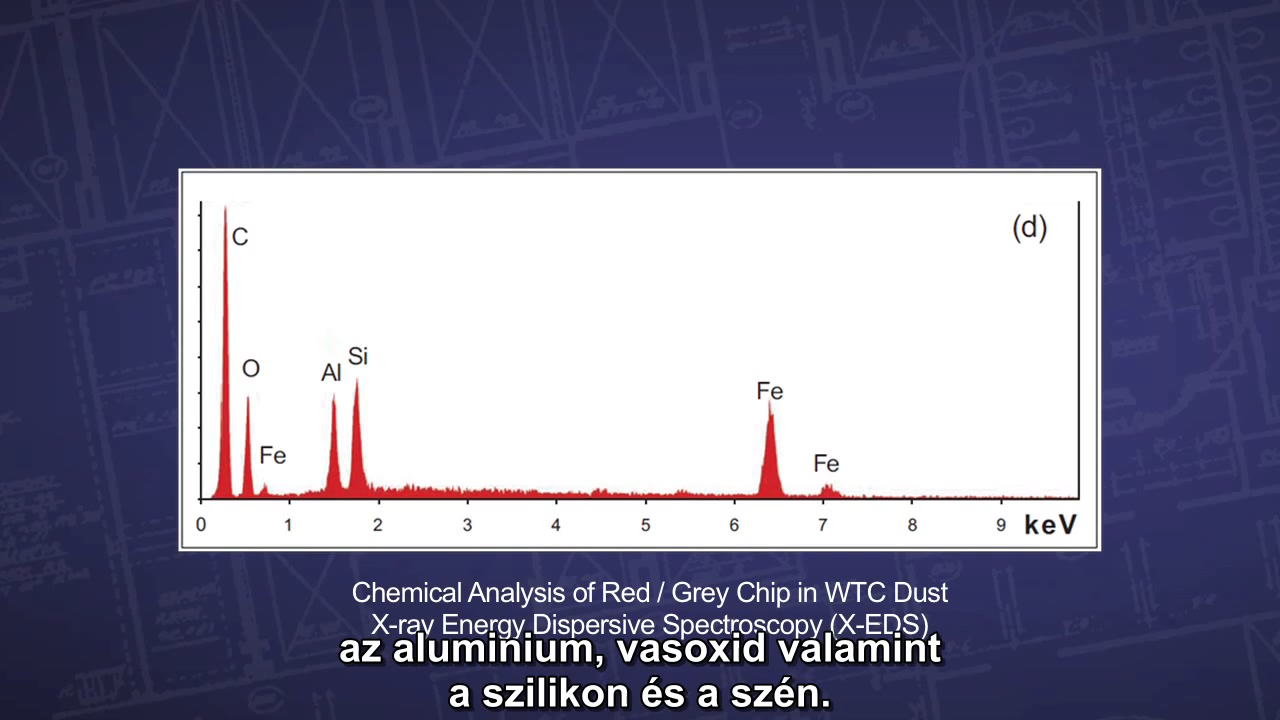 (d)
C
Si
O
Al
Fe
Fe
Fe
0 1 2 3 4 5 6 7 8 9 keV
Chemical Analysis of Red / Grey Chip in WTC Dust
X-ray Energy Dispersive Spectroscopy (X-EDS)
az aluminium, vasoxid valamint
a szilikon és a szén.